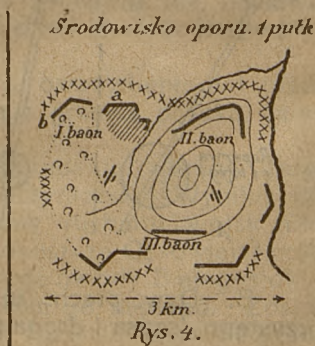 Środowisko oporu. 1 pułk
a
b
I.baon
II.baon
III.baon
3 km.
Rys. 4.